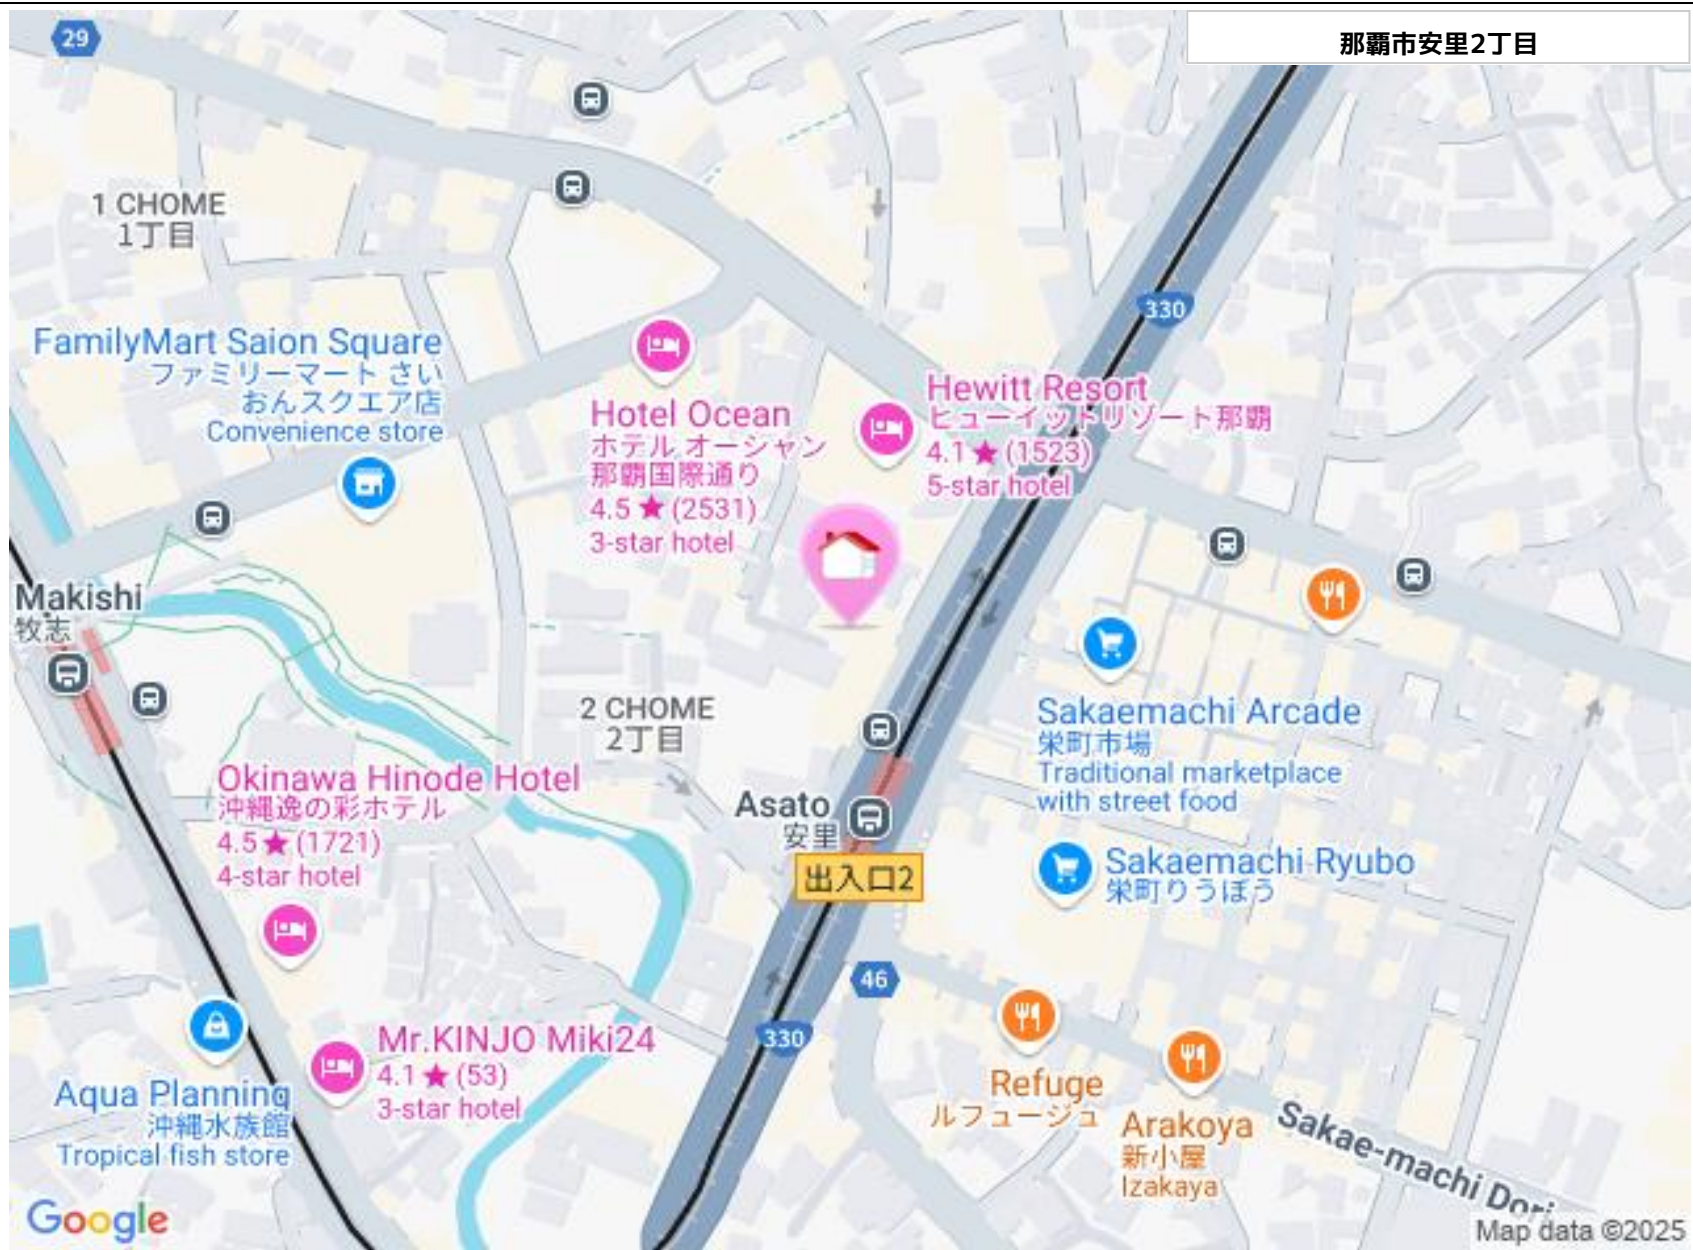 那覇市安里2丁目
29
1 CHOME
1丁目
330
FamilyMart Saion Square
ファミリーマート さい
おんスクエア店
Convenience store
Hotel Ocean
ホテル オーシャン
那覇国際通り
4.5 ★ (2531)
3-star hotel
Hewitt Resort
ヒューイットリゾート那覇
4.1 ★ (1523)
5-star hotel
Makishi
牧志
2 CHOME
2丁目
Sakaemachi Arcade
栄町市場
Traditional marketplace
with street food
Okinawa Hinode Hotel
沖縄逸の彩ホテル
4.5 ★ (1721)
4-star hotel
Asato
安里
出入口2
Sakaemachi Ryubo
栄町りうぼう
46
330
Mr.KINJO Miki24
4.1 ★ (53)
3-star hotel
Aqua Planning
沖縄水族館
Tropical fish store
Refuge
ルフュージュ
Arakoya
新小屋
Izakaya
Sakae-machi Dori
Google
Map data ©2025